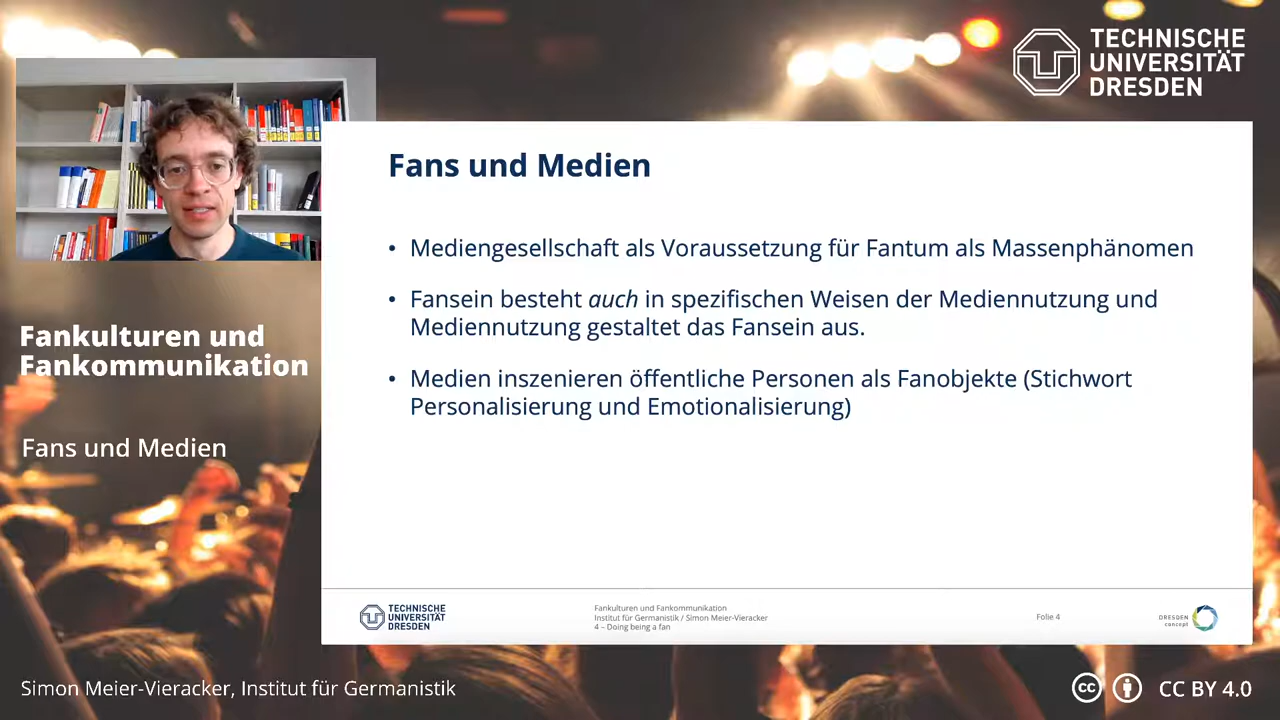 TECHNISCHE
UNIVERSITÄT
DRESDEN
Fans und Medien
• Mediengesellschaft als Voraussetzung für Fantum als Massenphänomen
• Fansein besteht auch in spezifischen Weisen der Mediennutzung und
Mediennutzung gestaltet das Fansein aus.
• Medien inszenieren öffentliche Personen als Fanobjekte (Stichwort
Personalisierung und Emotionalisierung)
Fankulturen und
Fankommunikation
Fans und Medien
TECHNISCHE
UNIVERSITÄT
DRESDEN
Fankulturen und Fankommunikation
Institut für Germanistik / Simon Meier-Vieracker
4 – Doing being a fan
Folie 4
DRESDEN
concept
Simon Meier-Vieracker, Institut für Germanistik
cc
CC BY 4.0